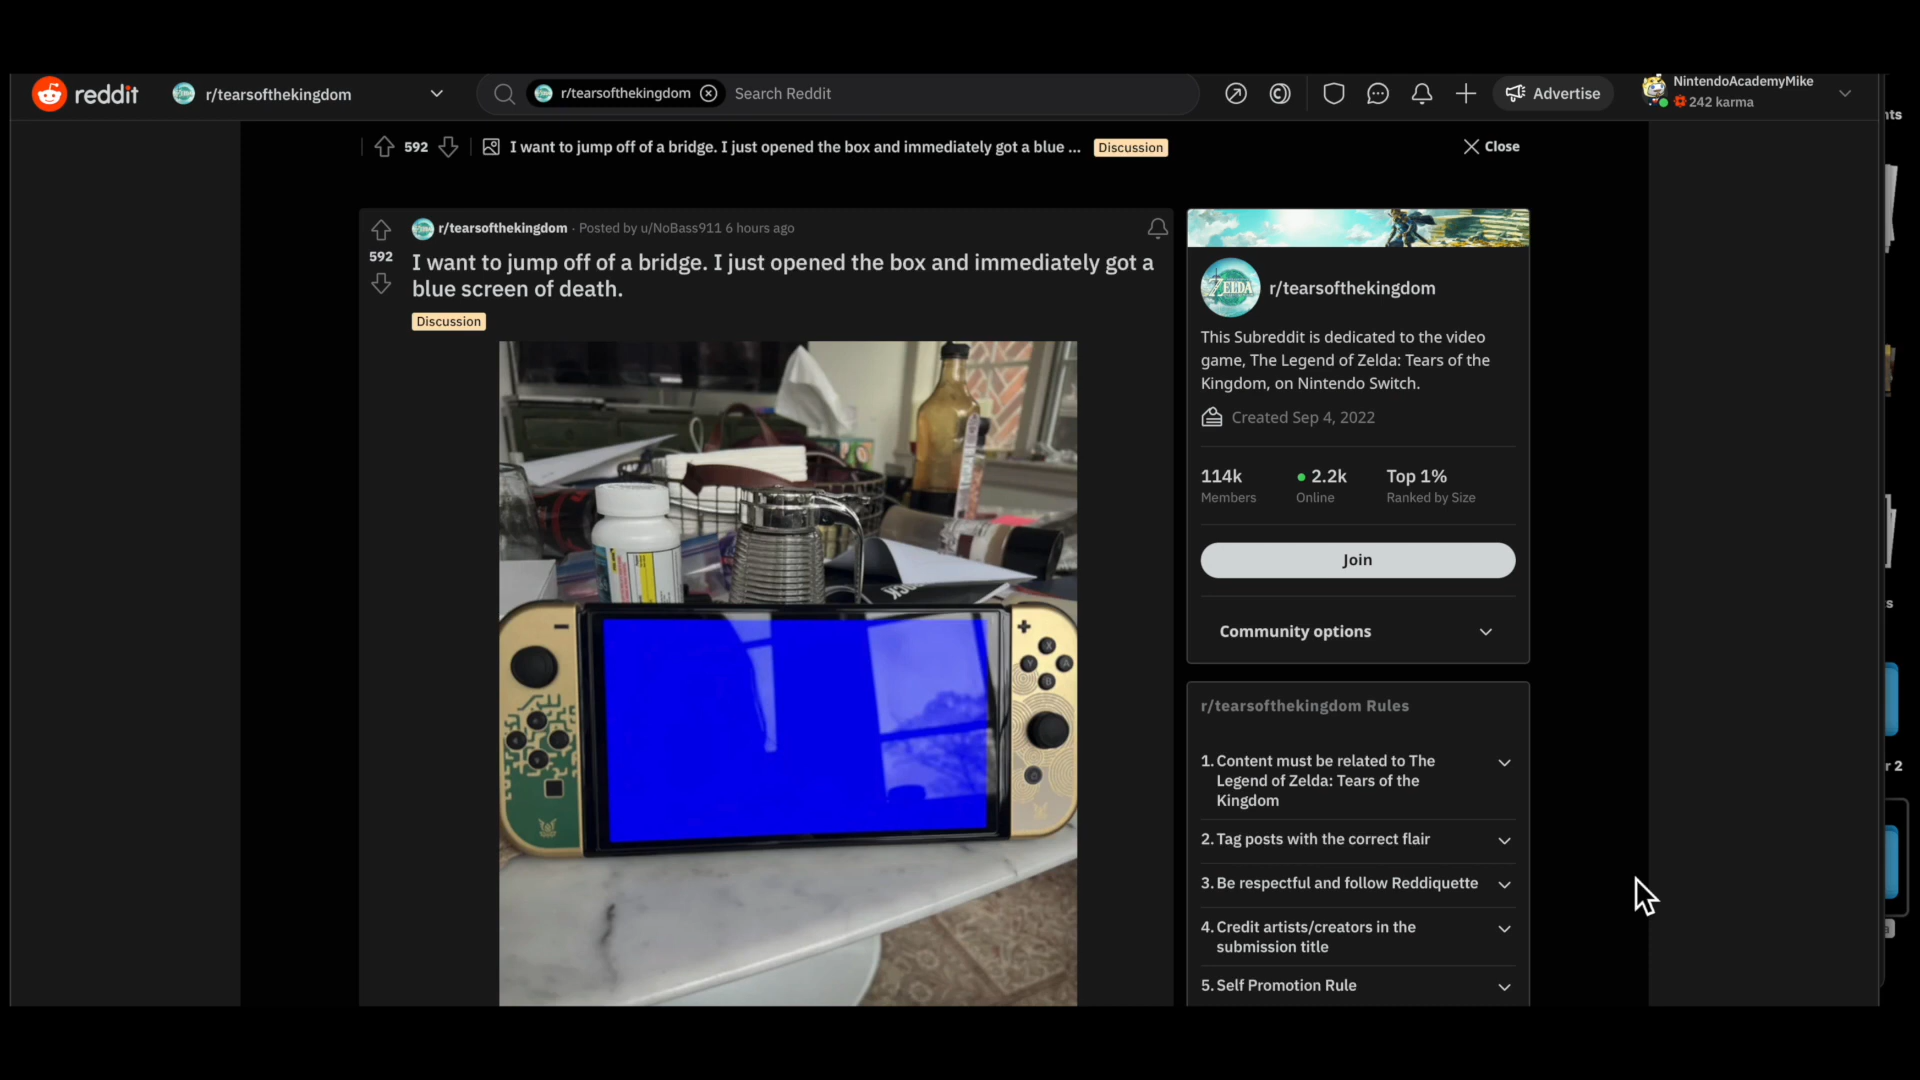 reddit
r/tearsofthekingdom
r/tearsofthekingdom
Search Reddit
Advertise
NintendoAcademyMike
242 karma
592
I want to jump off of a bridge. I just opened the box and immediately got a blue ...
Discussion
Close
r/tearsofthekingdom · Posted by u/NoBass911 6 hours ago
592
I want to jump off of a bridge. I just opened the box and immediately got a
blue screen of death.
Discussion
X
Y
A
B
ZELDA
r/tearsofthekingdom
This Subreddit is dedicated to the video
game, The Legend of Zelda: Tears of the
Kingdom, on Nintendo Switch.
Created Sep 4, 2022
114k
Members
2.2k
Online
Top 1%
Ranked by Size
Join
Community options
r/tearsofthekingdom Rules
1. Content must be related to The
Legend of Zelda: Tears of the
Kingdom
2. Tag posts with the correct flair
3. Be respectful and follow Reddiquette
4. Credit artists/creators in the
submission title
5. Self Promotion Rule
nts
s
r 2